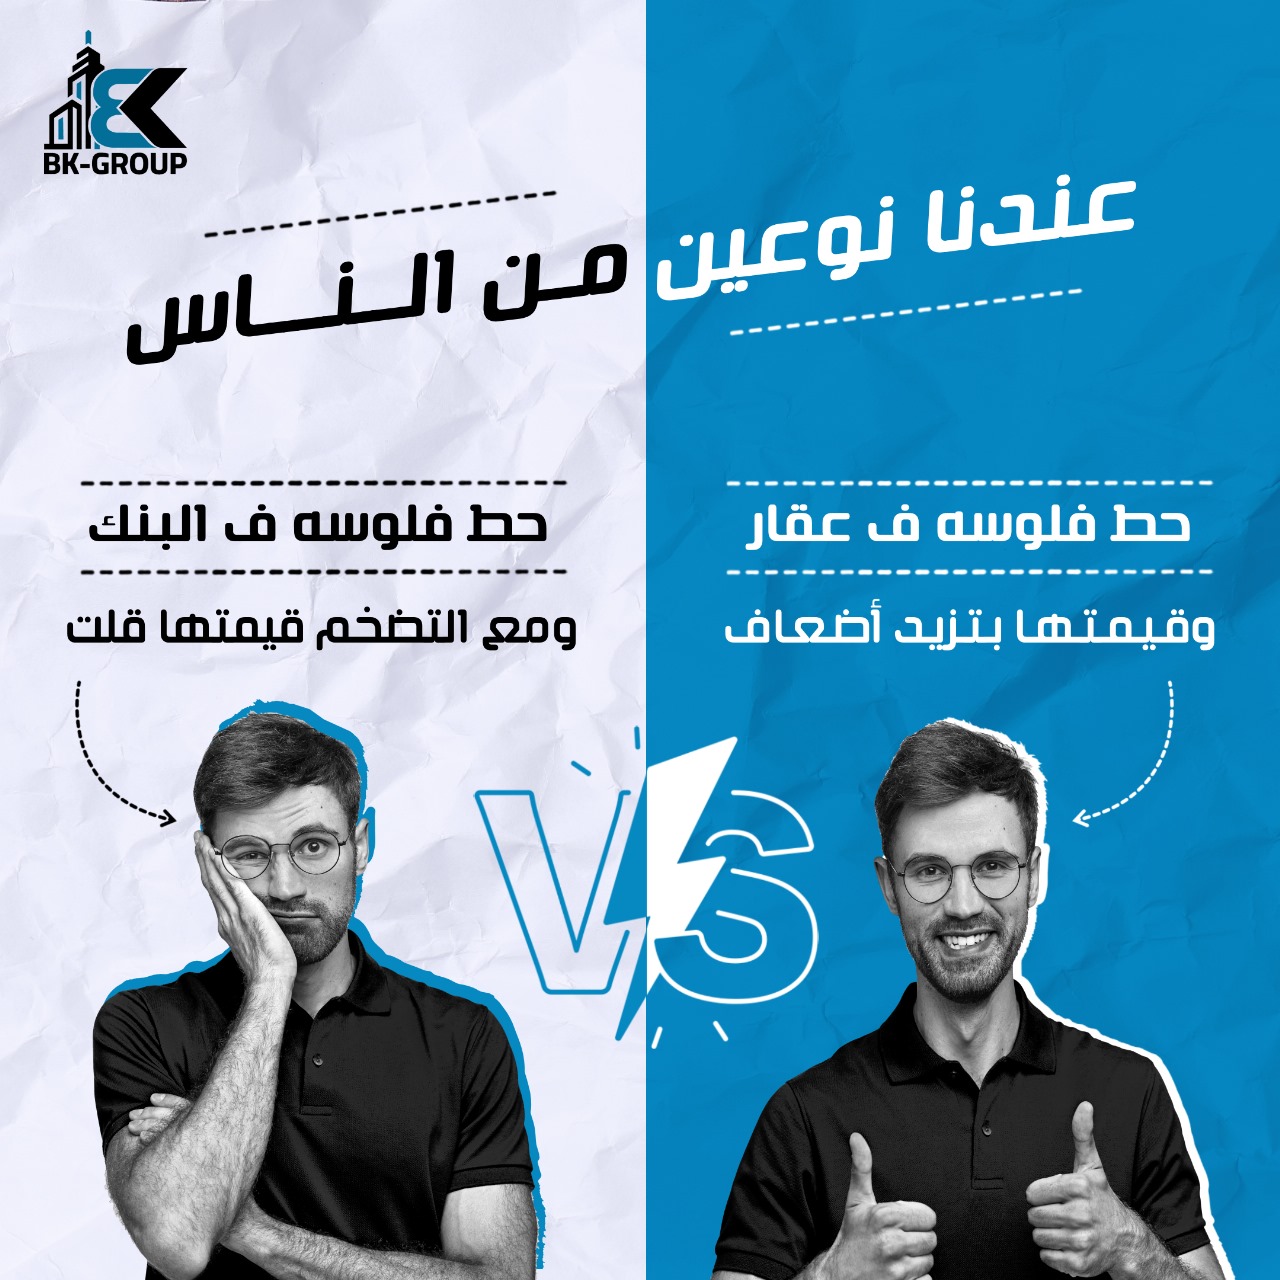 BK-GROUP
عندنا نوعين من النـاس
حط فلوسه ف عقار
وقيمتها بتزيد أضعاف
حط فلوسه ف البنك
ومع التضخم قيمتها قلت
VS